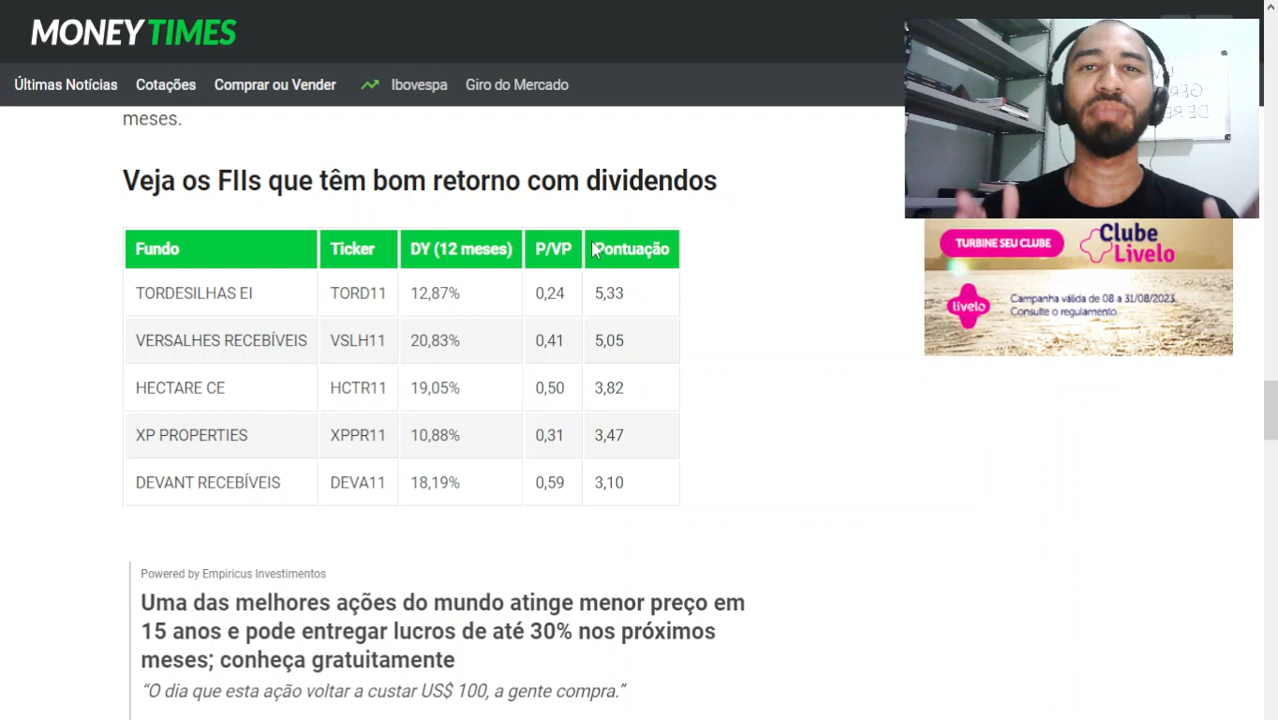 MONEY TIMES
Últimas Notícias Cotações Comprar ou Vender Ibovespa Giro do Mercado
meses.
Veja os FIIs que têm bom retorno com dividendos
Fundo Ticker DY (12 meses) P/VP Pontuação
TORDESILHAS EI TORD11 12,87% 0,24 5,33
VERSALHES RECEBÍVEIS VSLH11 20,83% 0,41 5,05
HECTARE CE HCTR11 19,05% 0,50 3,82
XP PROPERTIES XPPR11 10,88% 0,31 3,47
DEVANT RECEBÍVEIS DEVA11 18,19% 0,59 3,10
TURBINE SEU CLUBE
Clube
Livelo
livelo
Campanha válida de 08 a 31/08/2023.
Consulte o regulamento.
Powered by Empiricus Investimentos
Uma das melhores ações do mundo atinge menor preço em
15 anos e pode entregar lucros de até 30% nos próximos
meses; conheça gratuitamente
“O dia que esta ação voltar a custar US$ 100, a gente compra.”